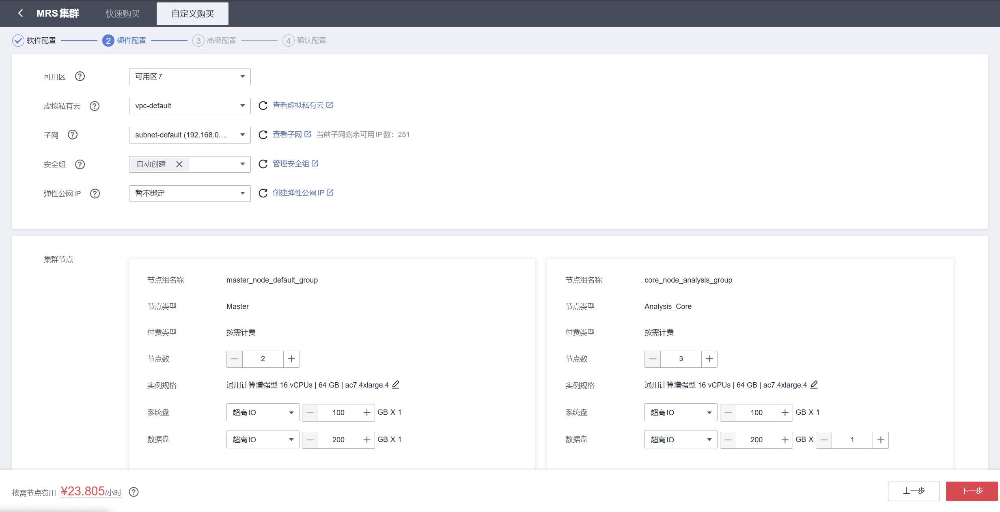 MRS 集群 快速购买 自定义购买
软件配置 2 硬件配置 3 高级配置 4 确认配置
可用区 ? 可用区7
虚拟私有云 ? vpc-default 查看虚拟私有云
子网 ? subnet-default (192.168.0.... 查看子网 当前子网剩余可用IP数：251
安全组 ? 自动创建 管理安全组
弹性公网IP ? 暂不绑定 创建弹性公网IP
集群节点
节点组名称 master_node_default_group
节点类型 Master
付费类型 按需计费
节点数 2
实例规格 通用计算增强型 16 vCPUs | 64 GB | ac7.4xlarge.4
系统盘 超高IO 100 GB X 1
数据盘 超高IO 200 GB X 1
节点组名称 core_node_analysis_group
节点类型 Analysis_Core
付费类型 按需计费
节点数 3
实例规格 通用计算增强型 16 vCPUs | 64 GB | ac7.4xlarge.4
系统盘 超高IO 100 GB X 1
数据盘 超高IO 200 GB X 1
按需节点费用 ¥23.805/小时 ? 上一步 下一步